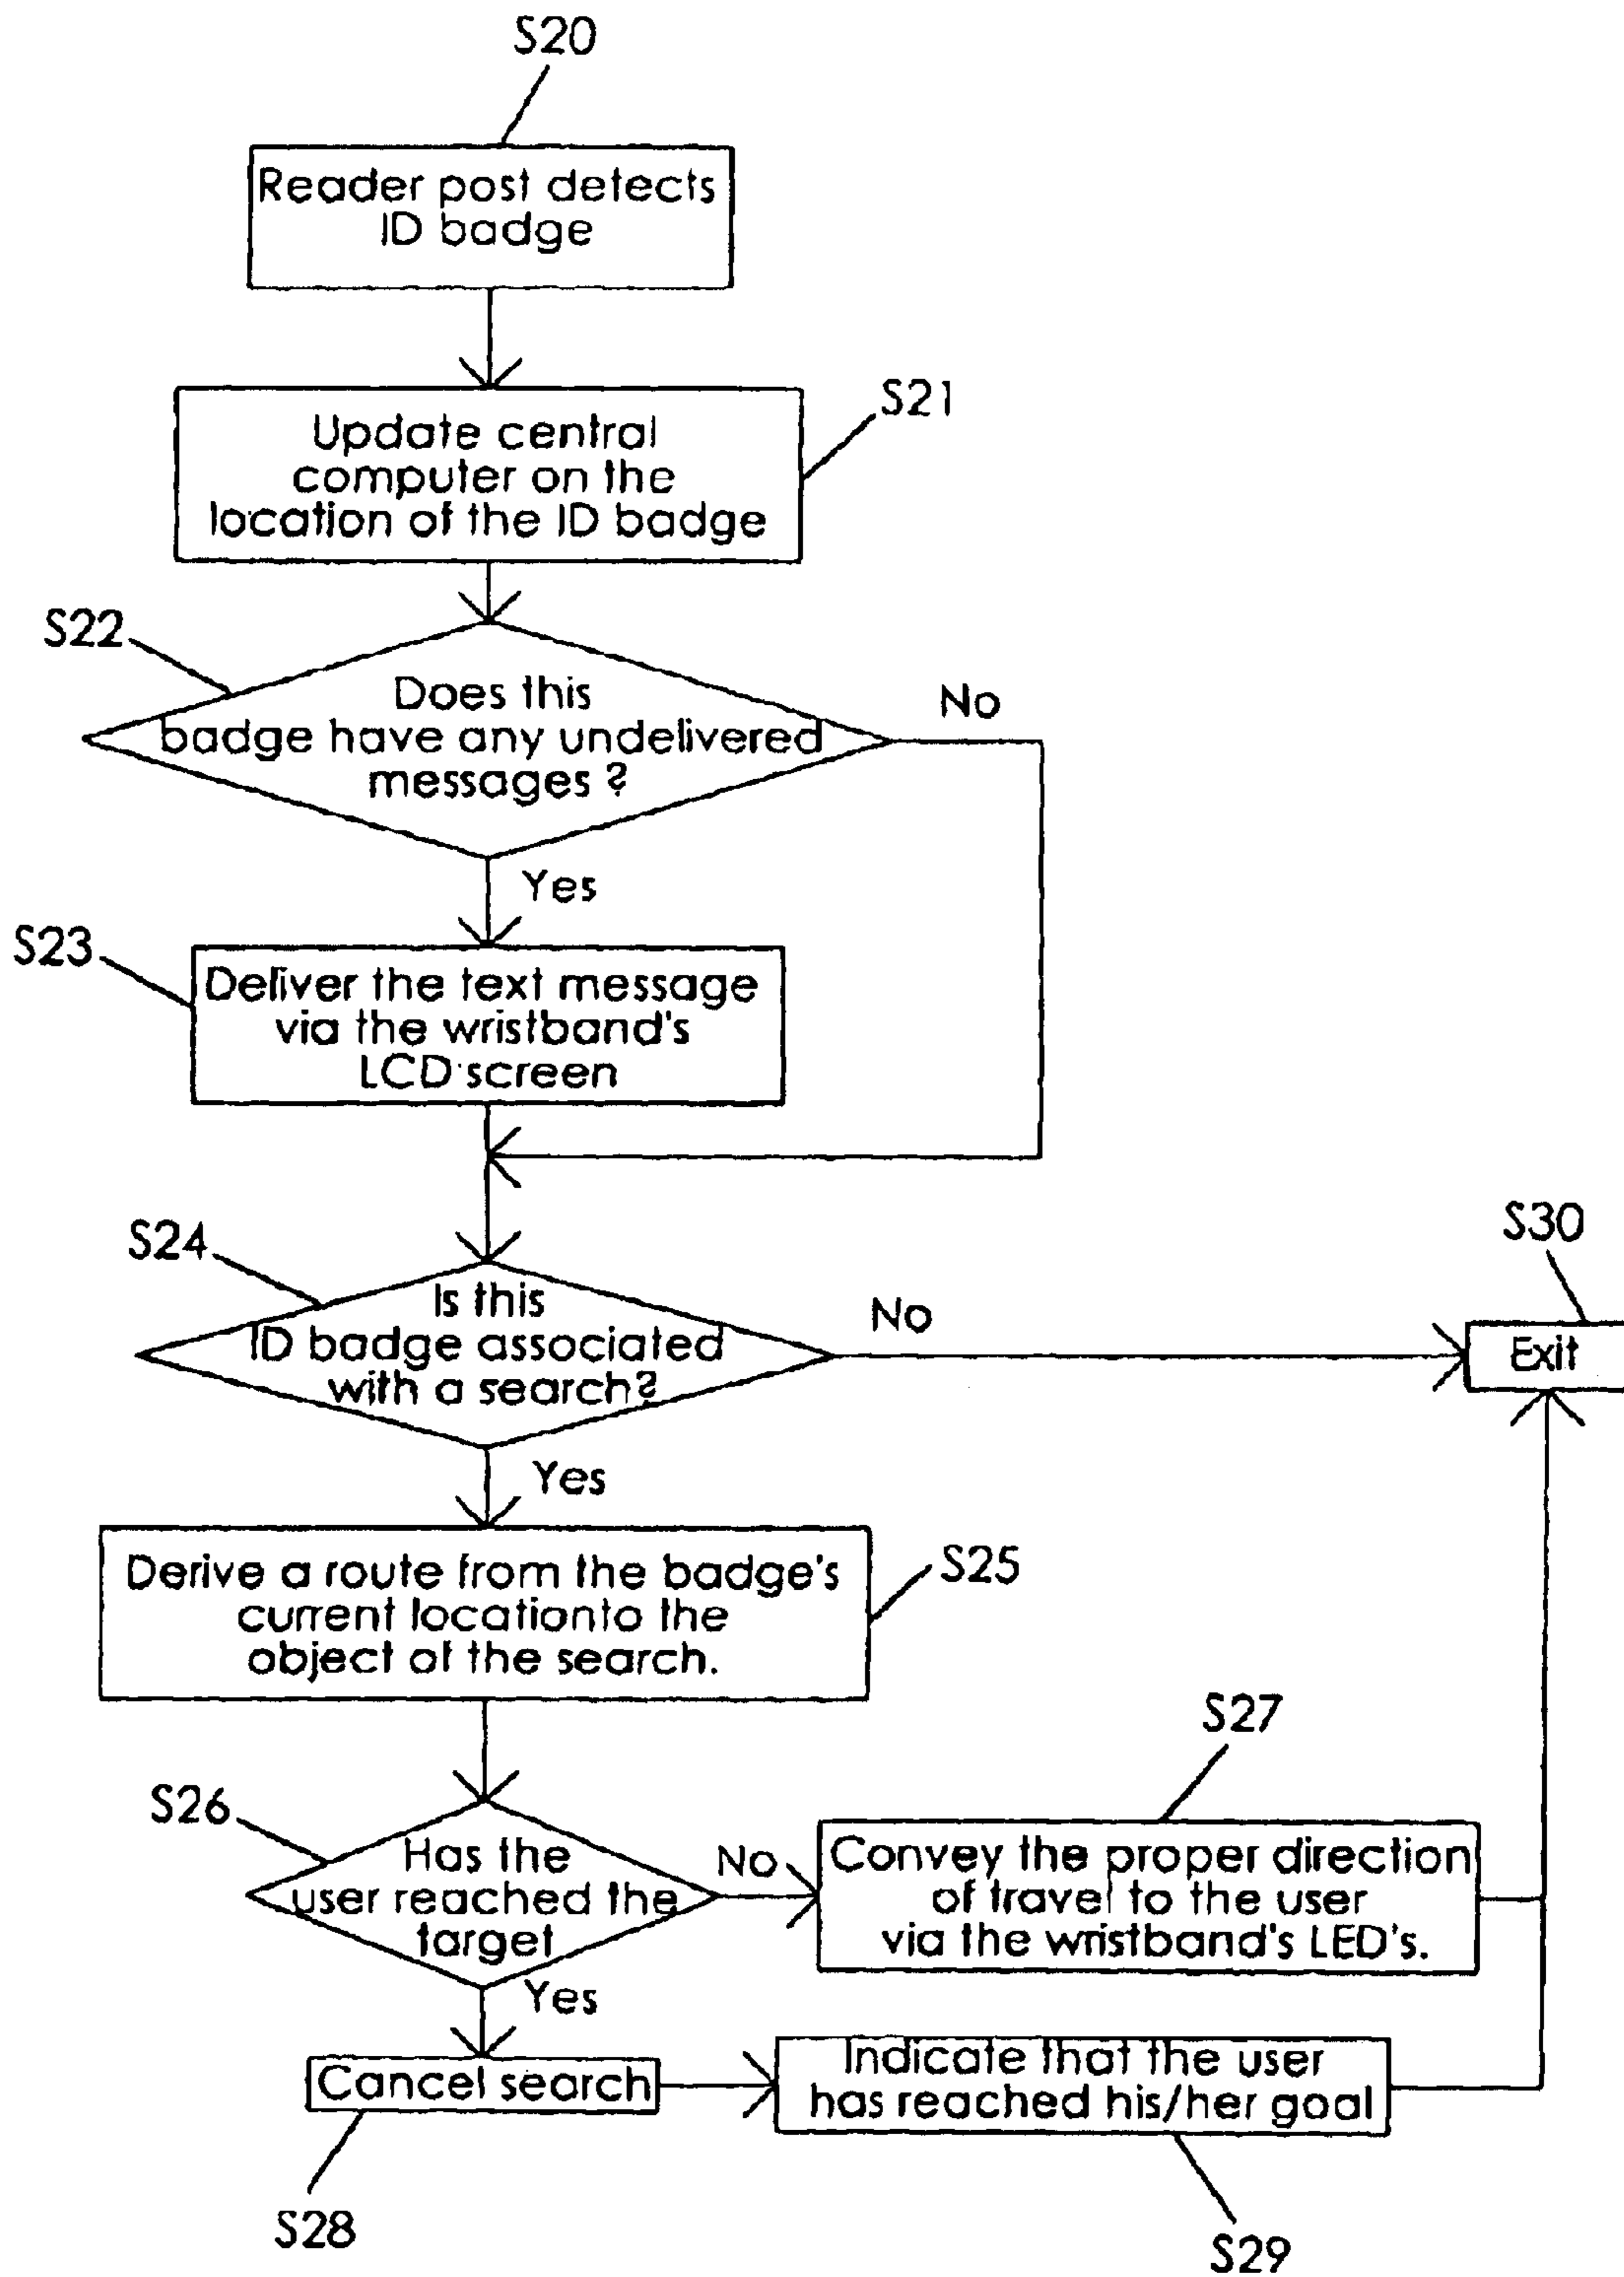 S20
Reader post detects
ID badge
S21
Update central
computer on the
location of the ID badge
S22
Does this
badge have any undelivered
messages ?
No
Yes
S23
Deliver the text message
via the wristband's
LCD screen
S24
Is this
ID badge associated
with a search?
No
S30
Exit
Yes
Derive a route from the badge's
current locationto the
object of the search.
S25
S26
Has the
user reached the
target
No
S27
Convey the proper direction
of travel to the user
via the wristband's LED's.
Yes
Cancel search
S28
Indicate that the user
has reached his/her goal
S29